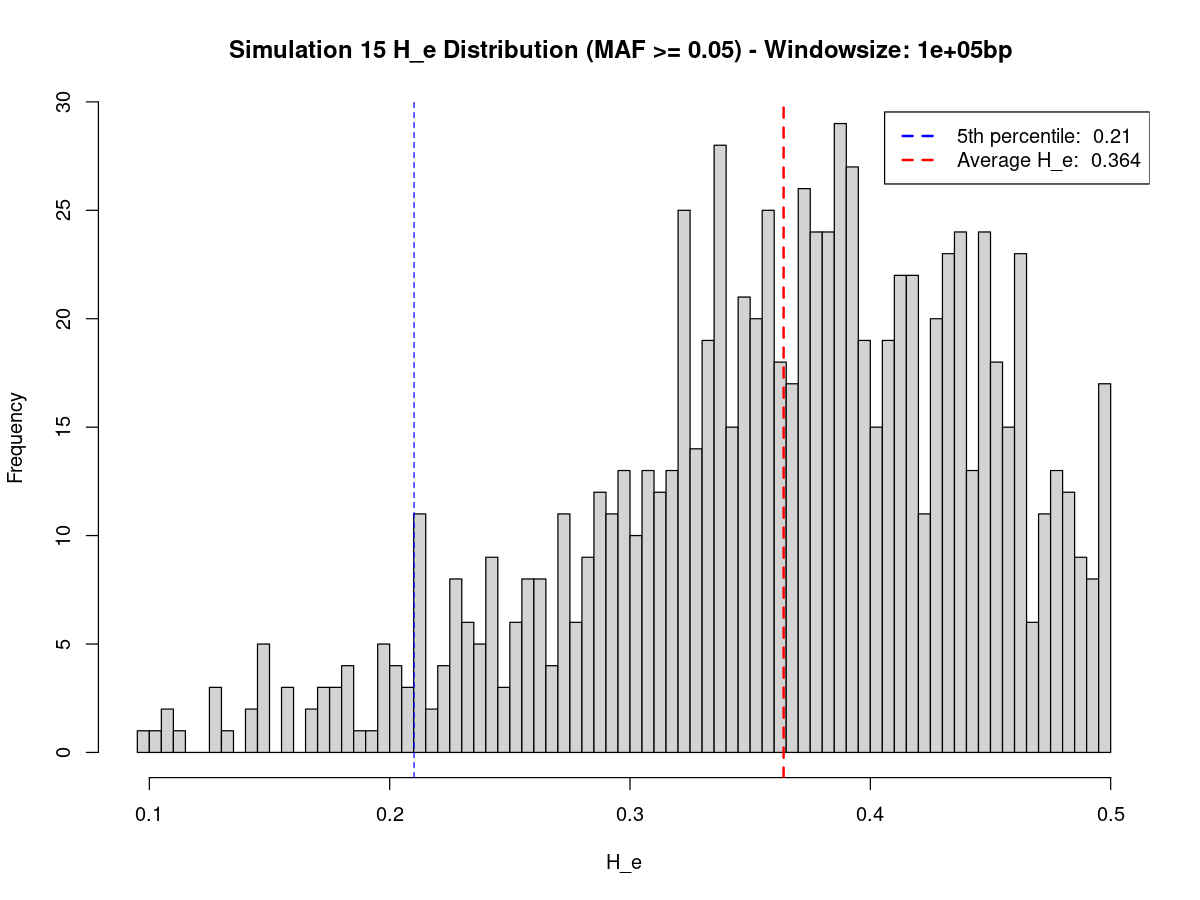 Simulation 15 H_e Distribution (MAF >= 0.05) - Windowsize: 1e+05bp
5th percentile:  0.21
Average H_e:  0.364
Frequency
30
25
20
15
10
5
0
0.1 0.2 0.3 0.4 0.5
H_e